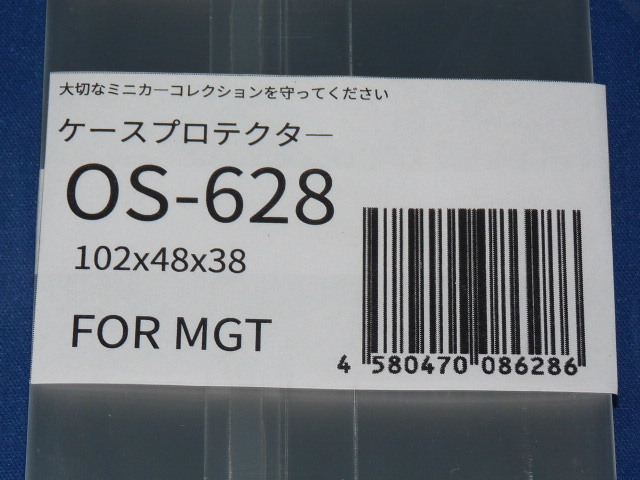 大切なミニカーコレクションを守ってください
ケースプロテクター
OS-628
102x48x38
FOR MGT
4 580470 086286